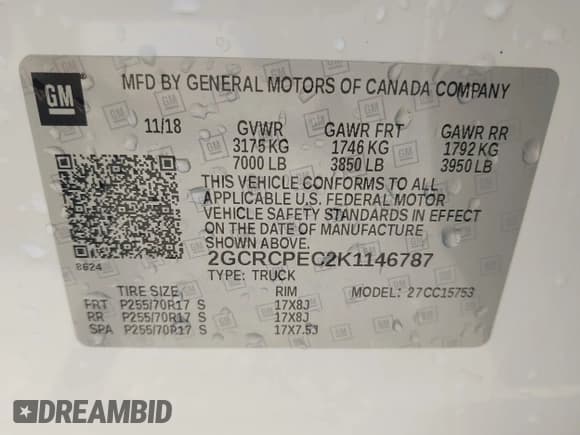 GM
MFD BY GENERAL MOTORS OF CANADA COMPANY
11/18 GVWR GAWR FRT GAWR RR
3175 KG 1746 KG 1792 KG
7000 LB 3850 LB 3950 LB
THIS VEHICLE CONFORMS TO ALL
APPLICABLE U.S. FEDERAL MOTOR
VEHICLE SAFETY STANDARDS IN EFFECT
ON THE DATE OF MANUFACTURE
SHOWN ABOVE.
8624 2GCRCPEC2K1146787
TYPE: TRUCK
TIRE SIZE RIM MODEL: 27CC15753
FRT P255/70R17 S 17X8J
RR P255/70R17 S 17X8J
SPA P255/70R17 S 17X7.5J
DREAMBID